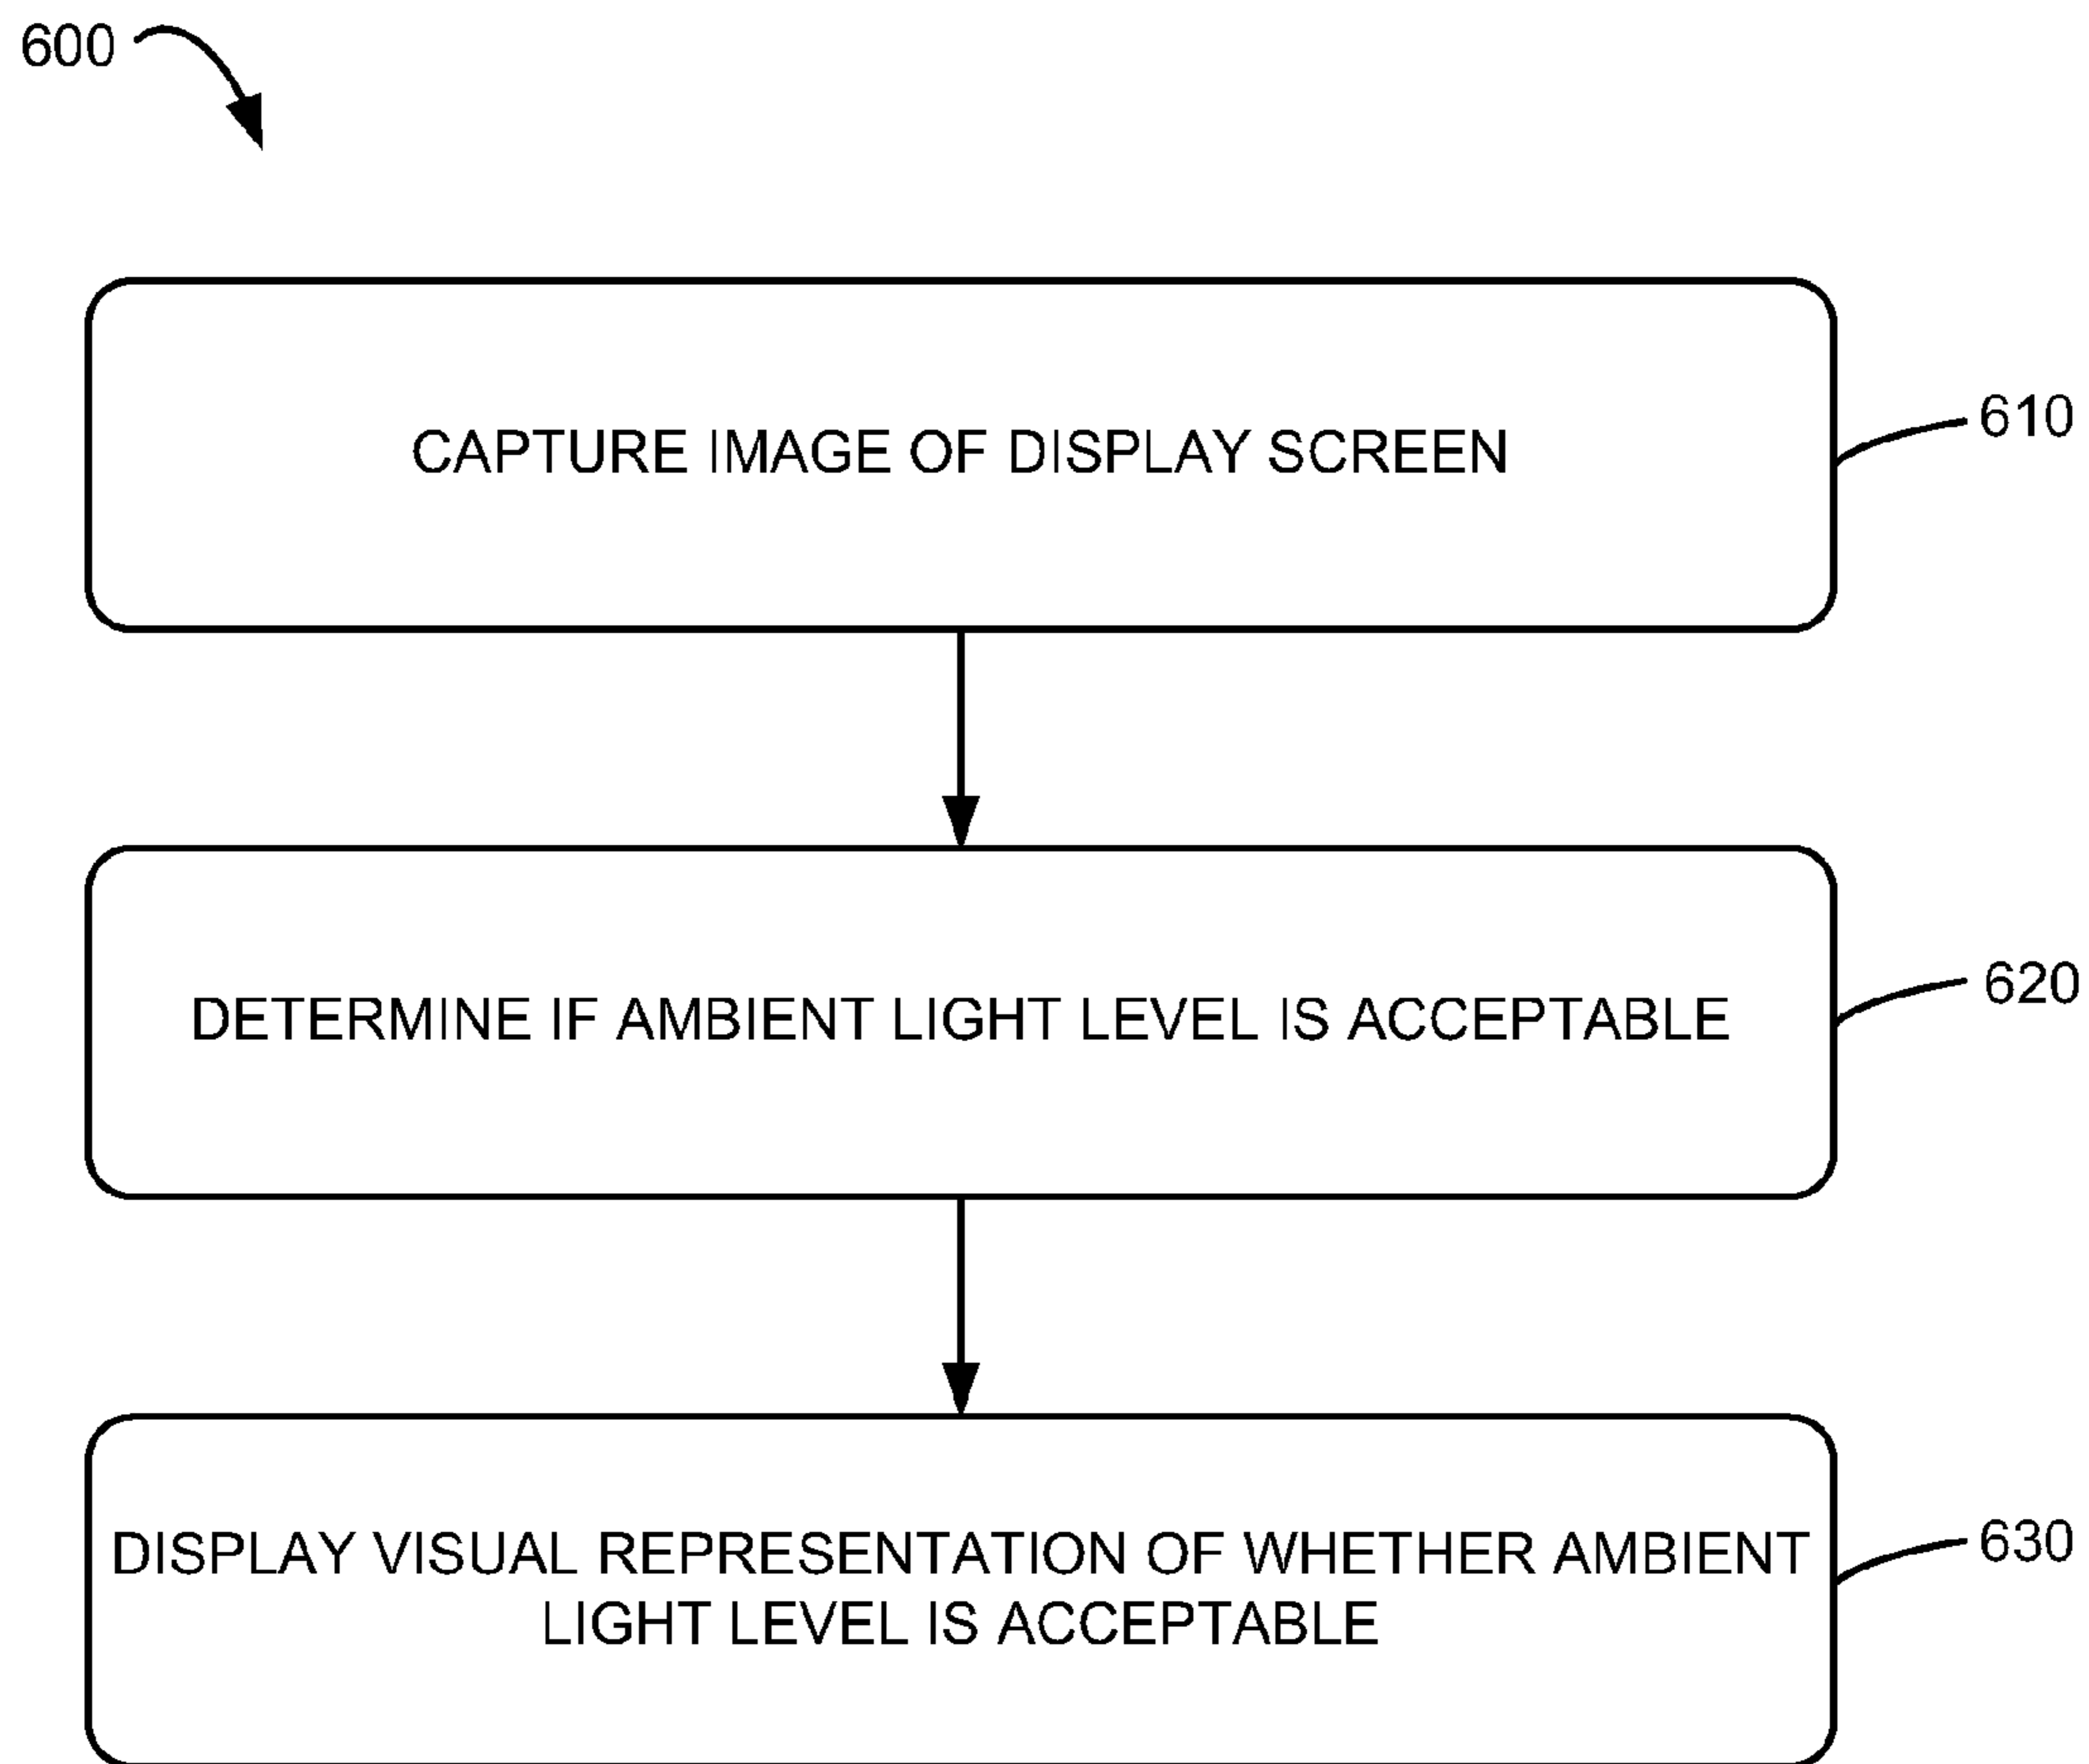 600
CAPTURE IMAGE OF DISPLAY SCREEN
610
DETERMINE IF AMBIENT LIGHT LEVEL IS ACCEPTABLE
620
DISPLAY VISUAL REPRESENTATION OF WHETHER AMBIENT
LIGHT LEVEL IS ACCEPTABLE
630